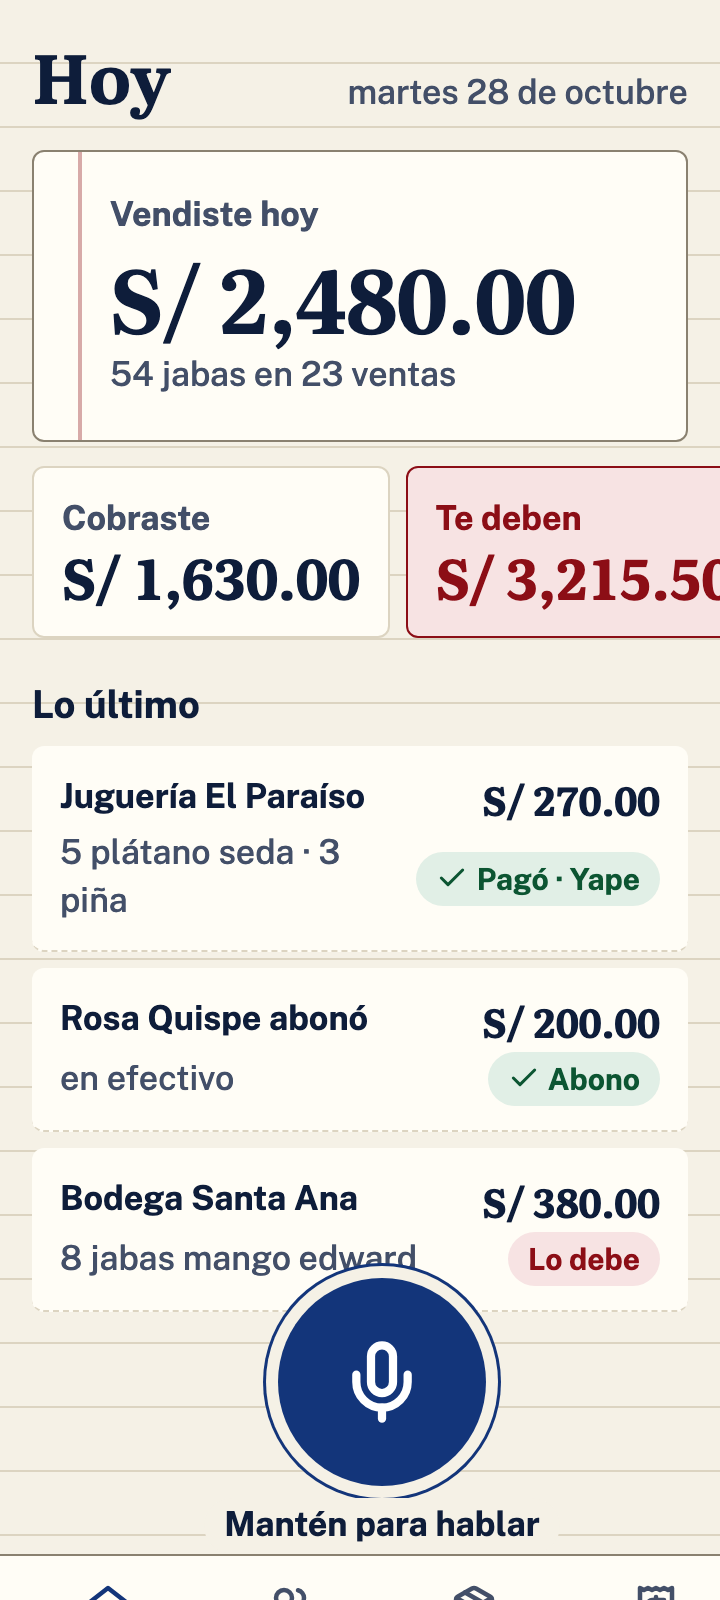 Hoy
martes 28 de octubre
Vendiste hoy
S/ 2,480.00
54 jabas en 23 ventas
Cobraste
S/ 1,630.00
Te deben
S/ 3,215.50
Lo último
Juguería El Paraíso
S/ 270.00
5 plátano seda · 3
piña
Pagó · Yape
Rosa Quispe abonó
S/ 200.00
en efectivo
Abono
Bodega Santa Ana
S/ 380.00
8 jabas mango edward
Lo debe
Mantén para hablar